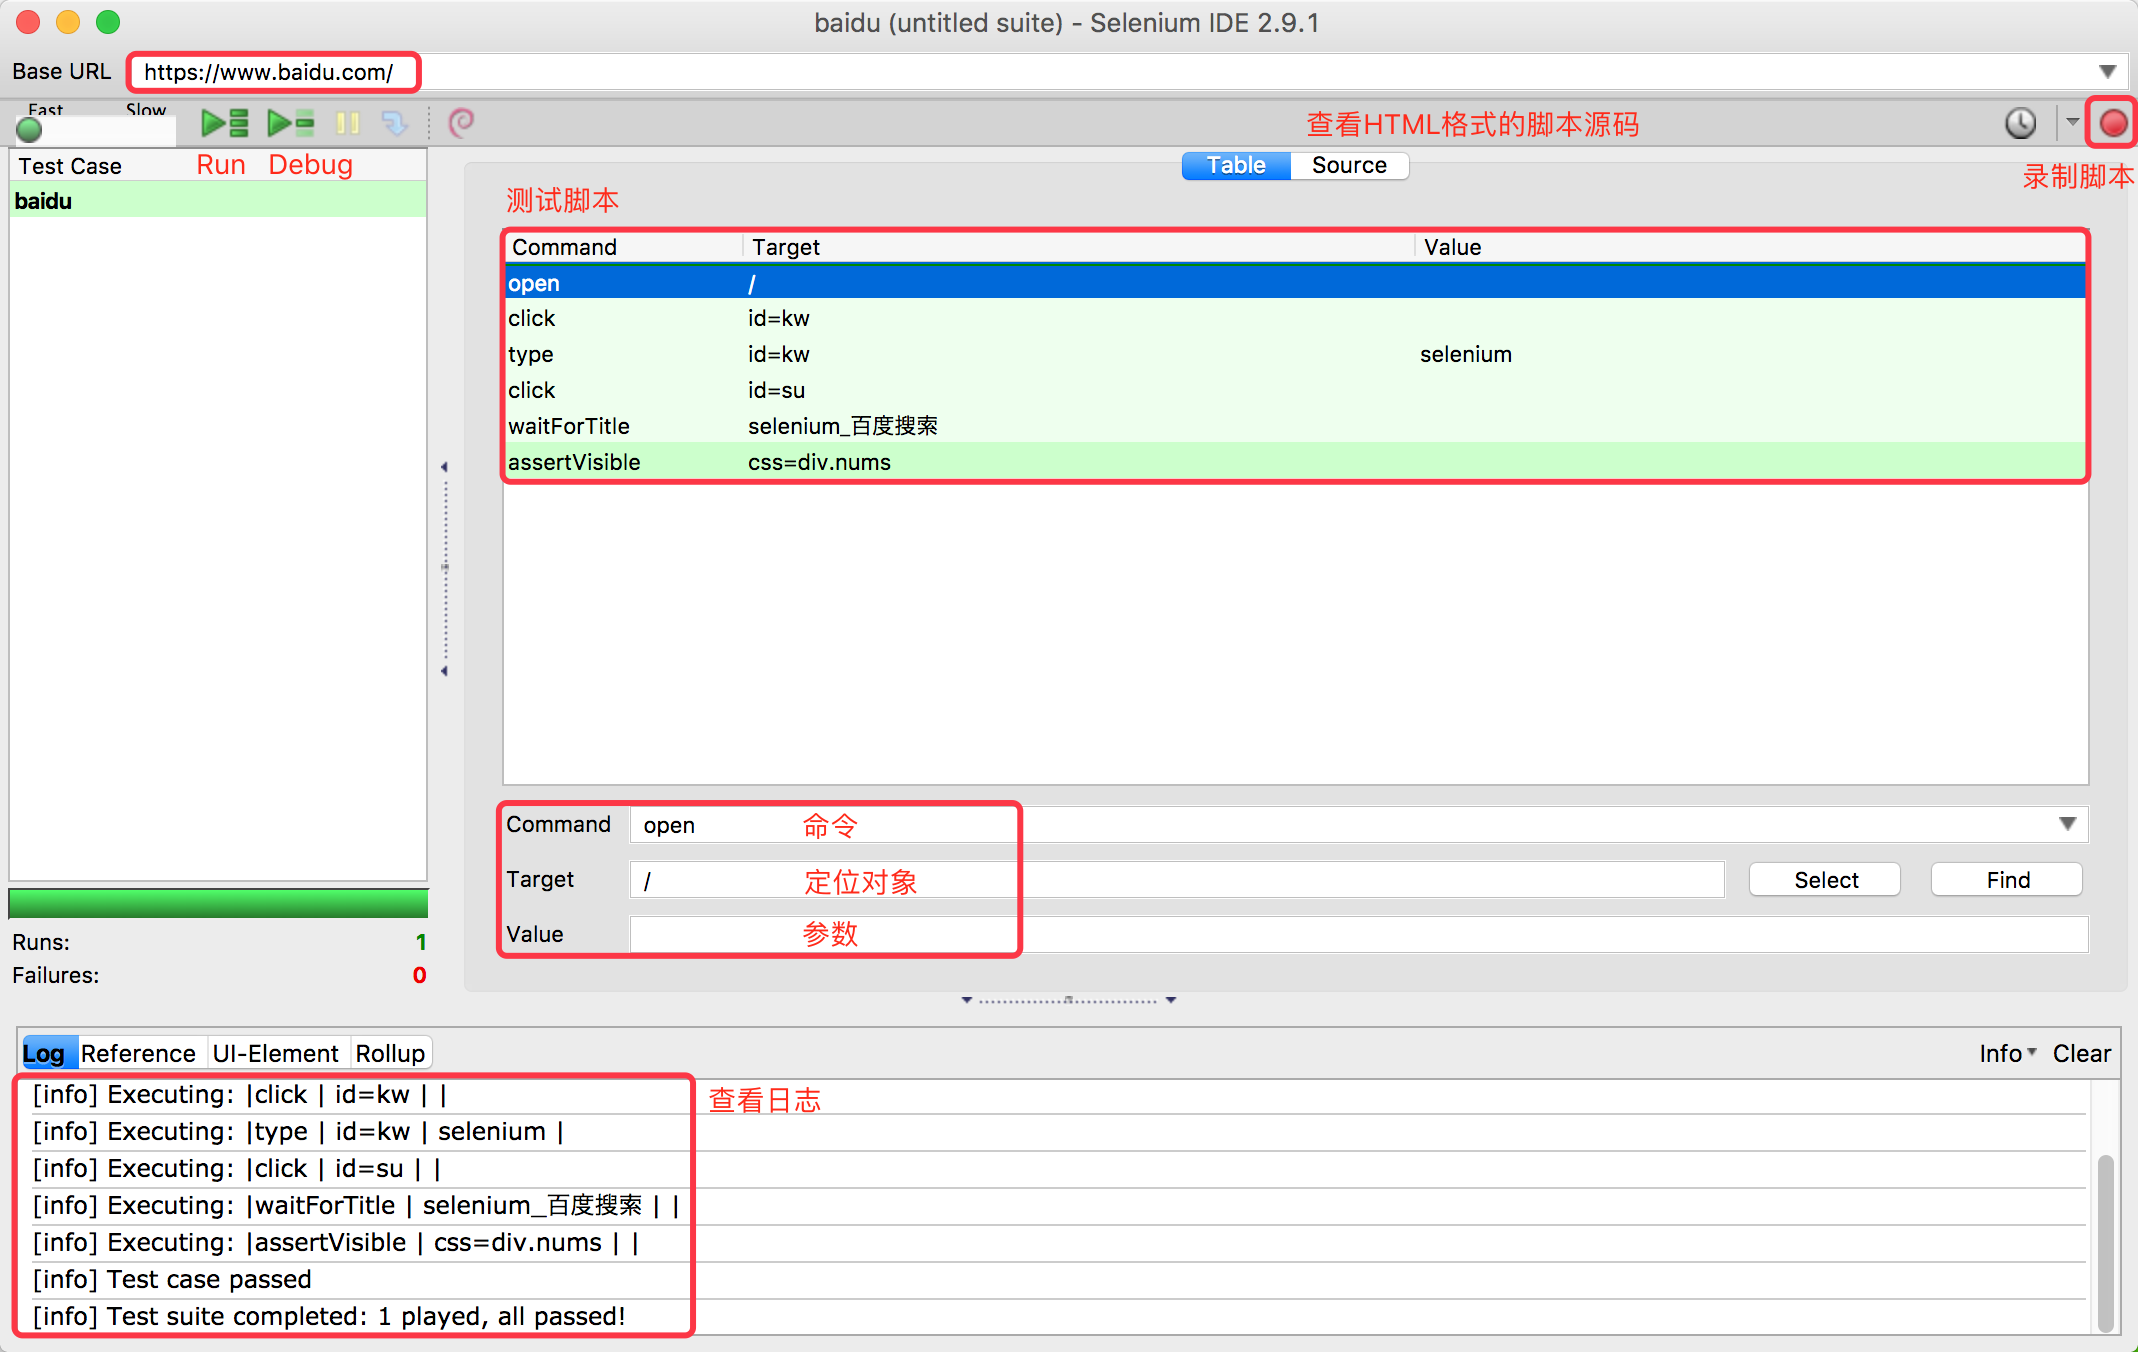 baidu (untitled suite) - Selenium IDE 2.9.1
Base URL https://www.baidu.com/
Fast Slow
查看HTML格式的脚本源码
Test Case Run Debug
Table Source
录制脚本
baidu
测试脚本
Command Target Value
open /
click id=kw
type id=kw selenium
click id=su
waitForTitle selenium_百度搜索
assertVisible css=div.nums
Command open 命令
Target / 定位对象 Select Find
Value 参数
Runs: 1
Failures: 0
Log Reference UI-Element Rollup Info Clear
[info] Executing: |click | id=kw | |
查看日志
[info] Executing: |type | id=kw | selenium |
[info] Executing: |click | id=su | |
[info] Executing: |waitForTitle | selenium_百度搜索 | |
[info] Executing: |assertVisible | css=div.nums | |
[info] Test case passed
[info] Test suite completed: 1 played, all passed!